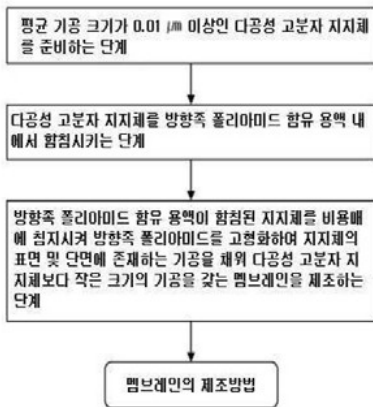 평균 기공 크기가 0.01 ㎛ 이상인 다공성 고분자 지지체
를 준비하는 단계
다공성 고분자 지지체를 방향족 폴리아미드 함유 용액 내
에서 함침시키는 단계
방향족 폴리아미드 함유 용액이 함침된 지지체를 비용매
에 침지시켜 방향족 폴리아미드를 고형화하여 지지체의
표면 및 단면에 존재하는 기공을 채워 다공성 고분자 지
지체보다 작은 크기의 기공을 갖는 멤브레인을 제조하는
단계
멤브레인의 제조방법